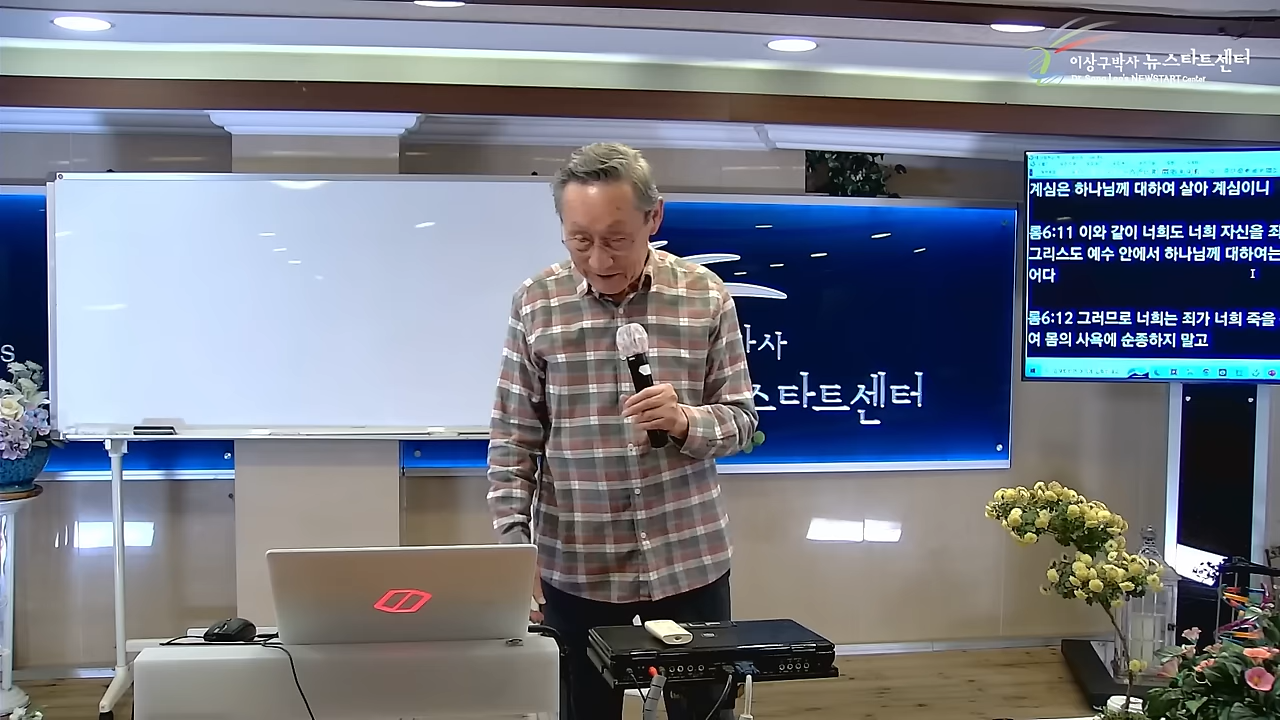 이상구박사 뉴스타트센터
DR Sang Lee's NEWSTART Center
계심은 하나님께 대하여 살아 계심이니
롬6:11 이와 같이 너희도 너희 자신을 죄
그리스도 예수 안에서 하나님께 대하여는
어다
롬6:12 그러므로 너희는 죄가 너희 죽을
여 몸의 사욕에 순종하지 말고
사
스타트센터
S